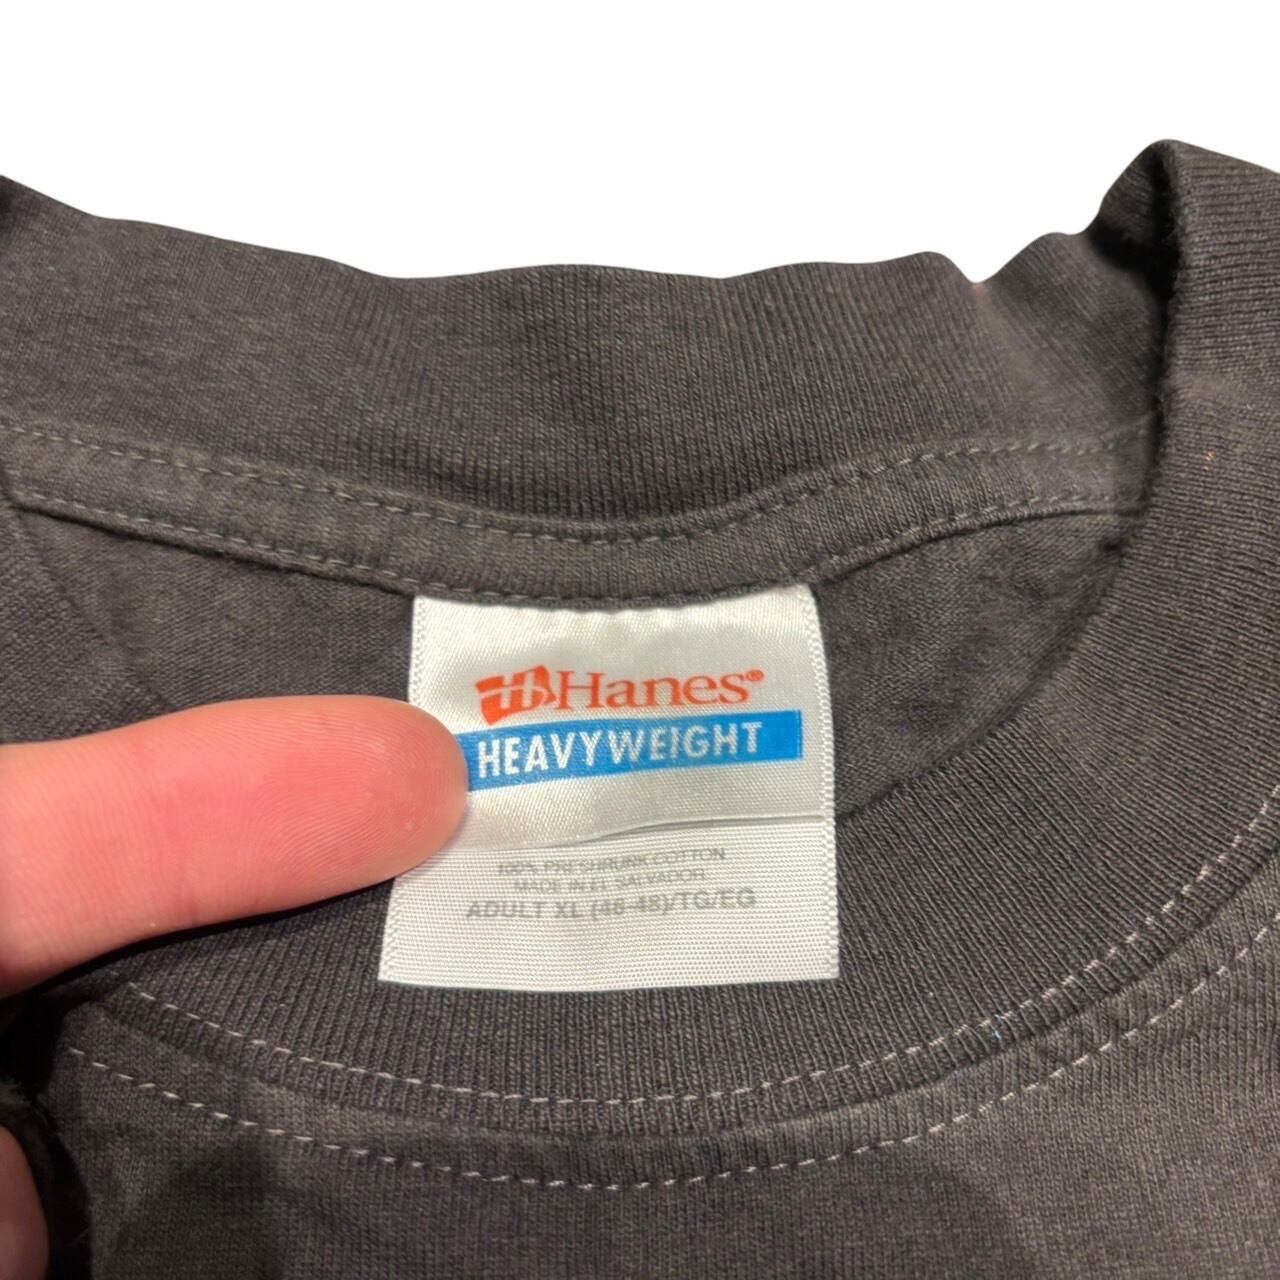 Hanes®
HEAVYWEIGHT
100% PRESHRUNK COTTON
MADE IN EL SALVADOR
ADULT XL (46-48)/TG/EG